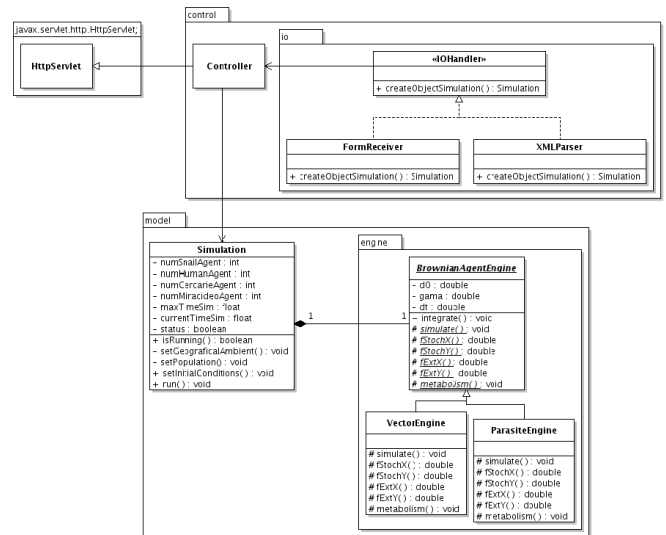 control
javax.servlet.http.HttpServlet;
io
HttpServlet
Controller
«IOHandler»
+ createObjectSimulation() : Simulation
FormReceiver
+ createObjectSimulation() : Simulation
XMLParser
+ createObjectSimulation() : Simulation
model
Simulation
- numSnailAgent : int
- numHumanAgent : int
- numCercarieAgent : int
- numMiracideoAgent : int
- maxTimeSim : float
- currentTimeSim : float
- status : boolean
+ isRunning() : boolean
- setGeograficalAmbient() : void
- setPopulation() : void
+ setInitialConditions() : void
+ run() : void
1
1
engine
BrownianAgentEngine
- d0 : double
- gama : double
- dt : double
- integrate() : void
# simulate() : void
# fStochX() : double
# fStochY() : double
# fExtX() : double
# fExtY() : double
# metabolism() : void
VectorEngine
# simulate() : void
# fStochX() : double
# fStochY() : double
# fExtX() : double
# fExtY() : double
# metabolism() : void
ParasiteEngine
# simulate() : void
# fStochX() : double
# fStochY() : double
# fExtX() : double
# fExtY() : double
# metabolism() : void